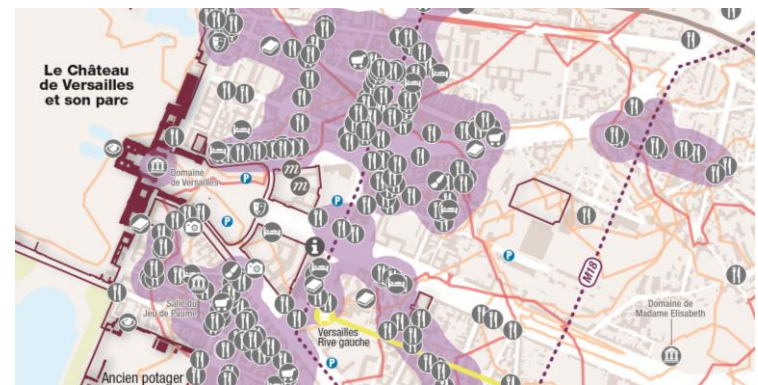 Le Château
de Versailles
et son parc
Domaine
de Versailles
P
m
m
P
P
P
i
M18
Salle du
Jeu de Paume
Versailles
Rive gauche
Domaine de
Madame Elisabeth
P
Ancien potager